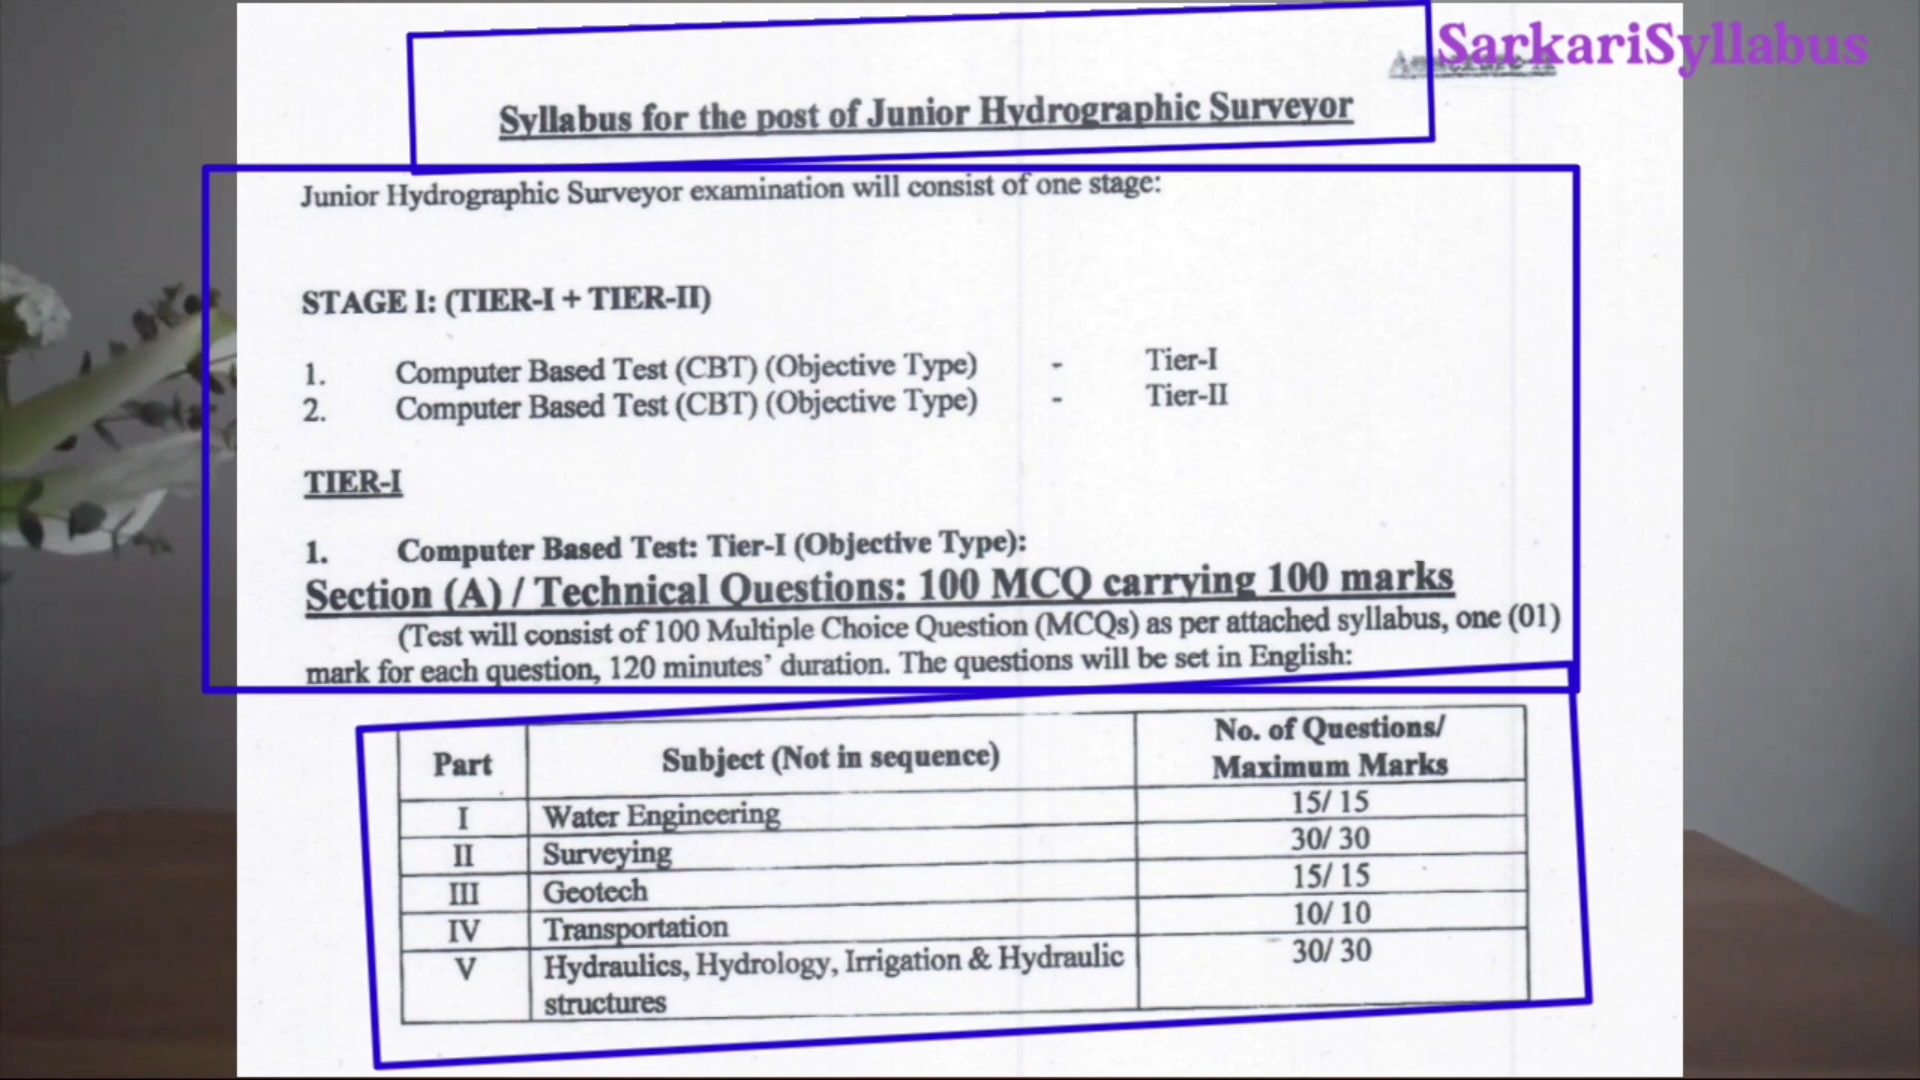 SarkariSyllabus
Syllabus for the post of Junior Hydrographic Surveyor
Junior Hydrographic Surveyor examination will consist of one stage:
STAGE I: (TIER-I + TIER-II)
1. Computer Based Test (CBT) (Objective Type) - Tier-I
2. Computer Based Test (CBT) (Objective Type) - Tier-II
TIER-I
1. Computer Based Test: Tier-I (Objective Type):
Section (A) / Technical Questions: 100 MCQ carrying 100 marks
(Test will consist of 100 Multiple Choice Question (MCQs) as per attached syllabus, one (01)
mark for each question, 120 minutes' duration. The questions will be set in English:
Part Subject (Not in sequence) No. of Questions/
Maximum Marks
I Water Engineering 15/ 15
II Surveying 30/ 30
III Geotech 15/ 15
IV Transportation 10/ 10
V Hydraulics, Hydrology, Irrigation & Hydraulic 30/ 30
structures